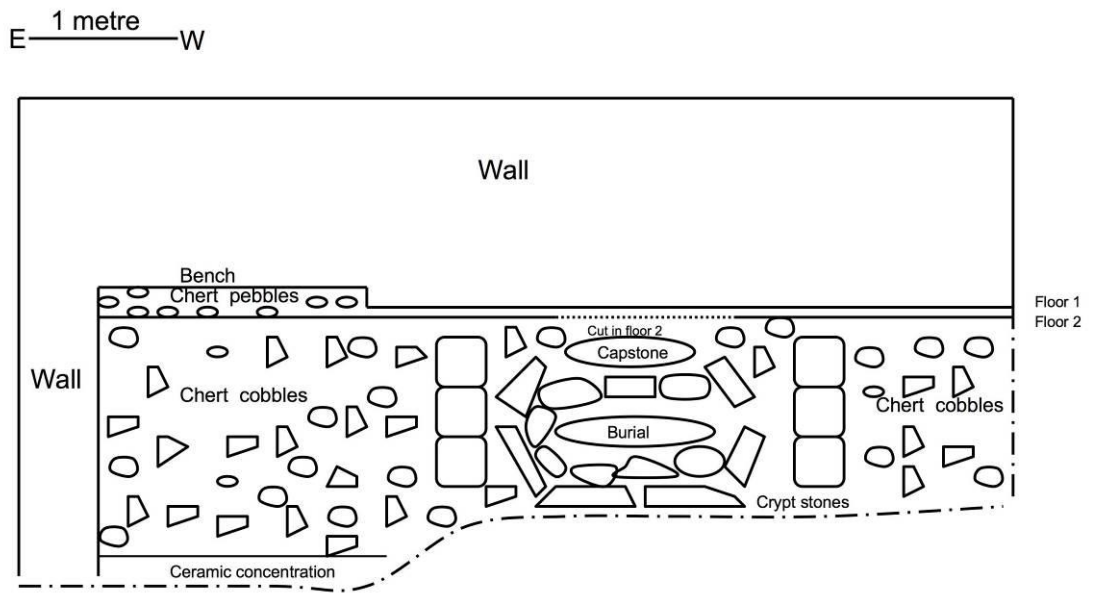 1 metre
E W
Wall
Bench
Chert pebbles
Floor 1
Floor 2
Cut in floor 2
Capstone
Wall
Chert cobbles
Chert cobbles
Burial
Crypt stones
Ceramic concentration